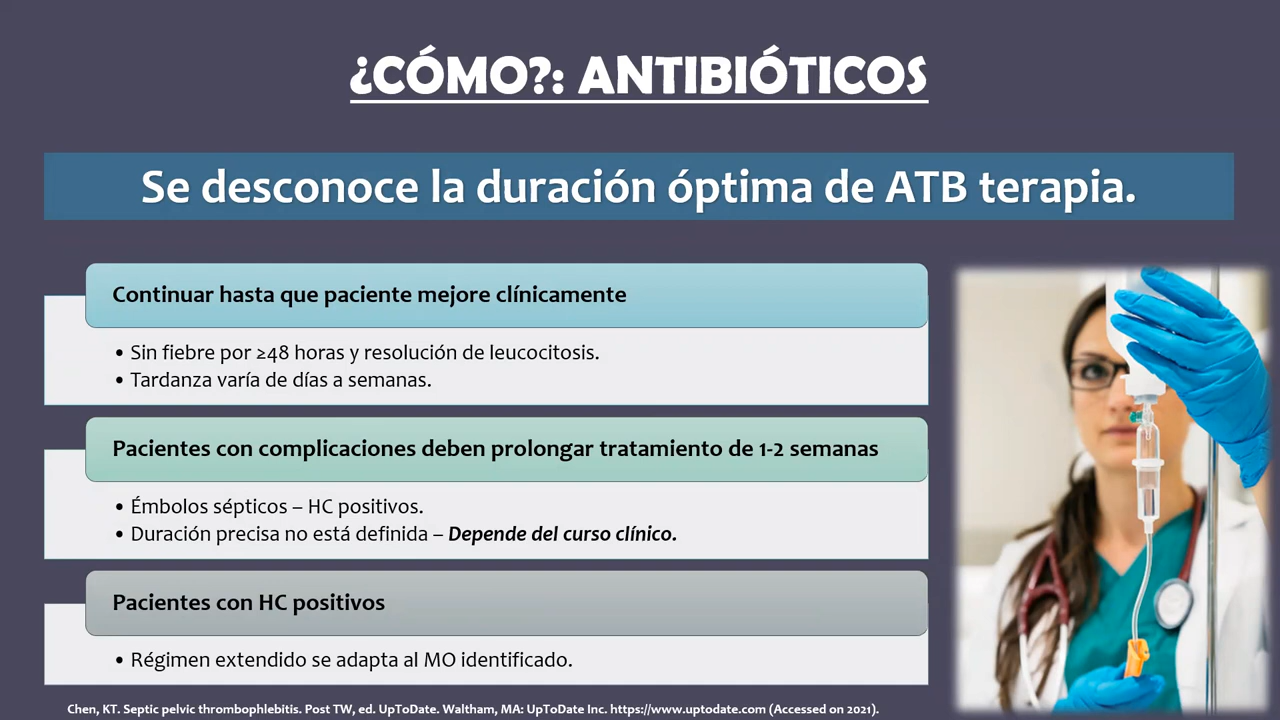 ¿CÓMO?: ANTIBIÓTICOS
Se desconoce la duración óptima de ATB terapia.
Continuar hasta que paciente mejore clínicamente
• Sin fiebre por ≥48 horas y resolución de leucocitosis.
• Tardanza varía de días a semanas.
Pacientes con complicaciones deben prolongar tratamiento de 1-2 semanas
• Émbolos sépticos – HC positivos.
• Duración precisa no está definida – Depende del curso clínico.
Pacientes con HC positivos
• Régimen extendido se adapta al MO identificado.
Chen, KT. Septic pelvic thrombophlebitis. Post TW, ed. UpToDate. Waltham, MA: UpToDate Inc. https://www.uptodate.com (Accessed on 2021).